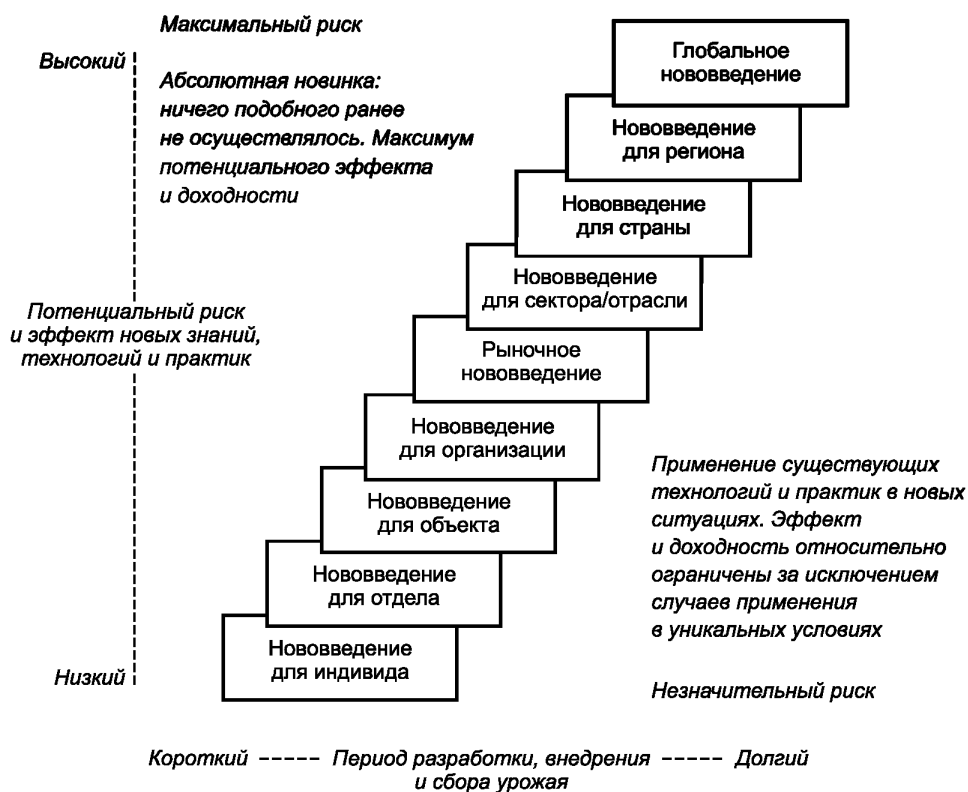 Максимальный риск
Высокий
Абсолютная новинка:
ничего подобного ранее
не осуществлялось. Максимум
потенциального эффекта
и доходности
Глобальное
нововведение
Нововведение
для региона
Нововведение
для страны
Нововведение
для сектора/отрасли
Потенциальный риск
и эффект новых знаний,
технологий и практик
Рыночное
нововведение
Нововведение
для организации
Нововведение
для объекта
Нововведение
для отдела
Нововведение
для индивида
Применение существующих
технологий и практик в новых
ситуациях. Эффект
и доходность относительно
ограничены за исключением
случаев применения
в уникальных условиях
Низкий
Незначительный риск
Короткий ----- Период разработки, внедрения ----- Долгий
и сбора урожая